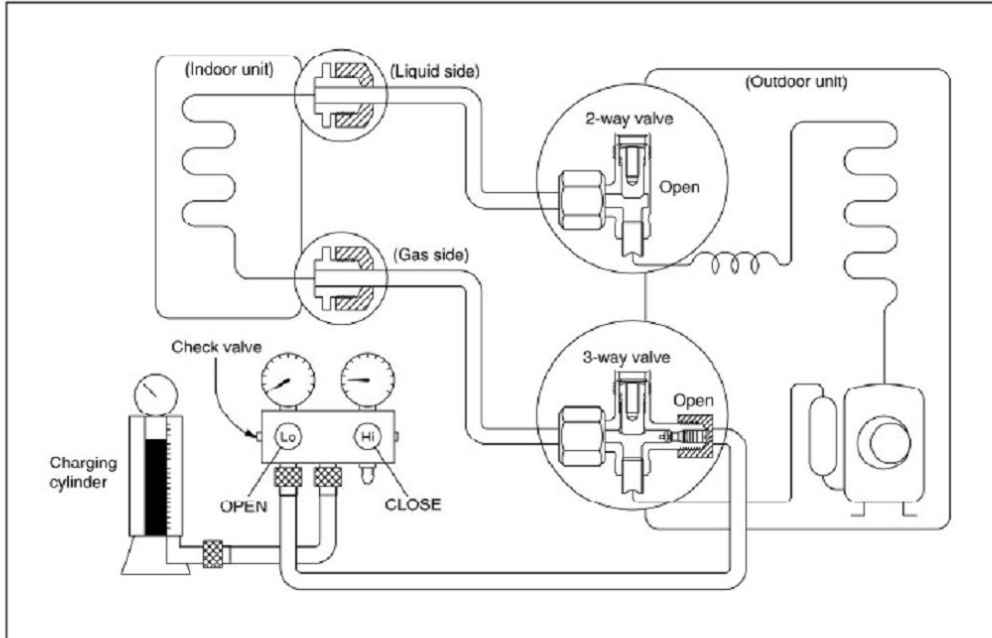 (Indoor unit)
(Liquid side)
(Outdoor unit)
2-way valve
Open
(Gas side)
Check valve
3-way valve
Open
Lo
Hi
Charging
cylinder
OPEN
CLOSE